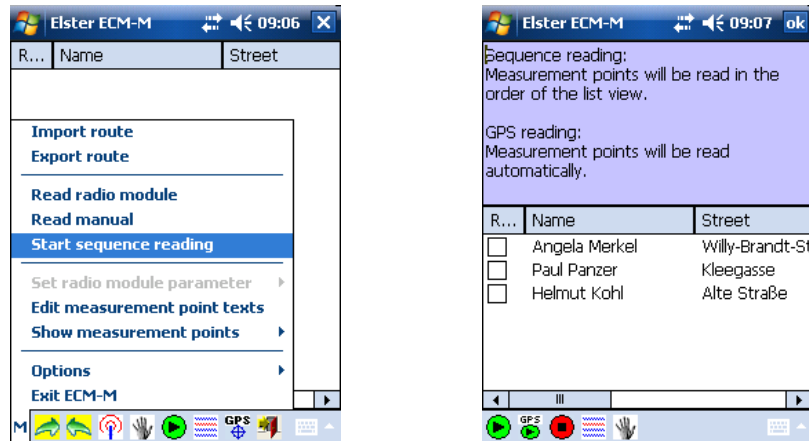 Elster ECM-M 09:06
R... Name Street
Import route
Export route
Read radio module
Read manual
Start sequence reading
Set radio module parameter
Edit measurement point texts
Show measurement points
Options
Exit ECM-M
M GPS
Elster ECM-M 09:07 ok
Sequence reading:
Measurement points will be read in the
order of the list view.
GPS reading:
Measurement points will be read
automatically.
R... Name Street
Angela Merkel Willy-Brandt-St
Paul Panzer Kleegasse
Helmut Kohl Alte Straße
GPS